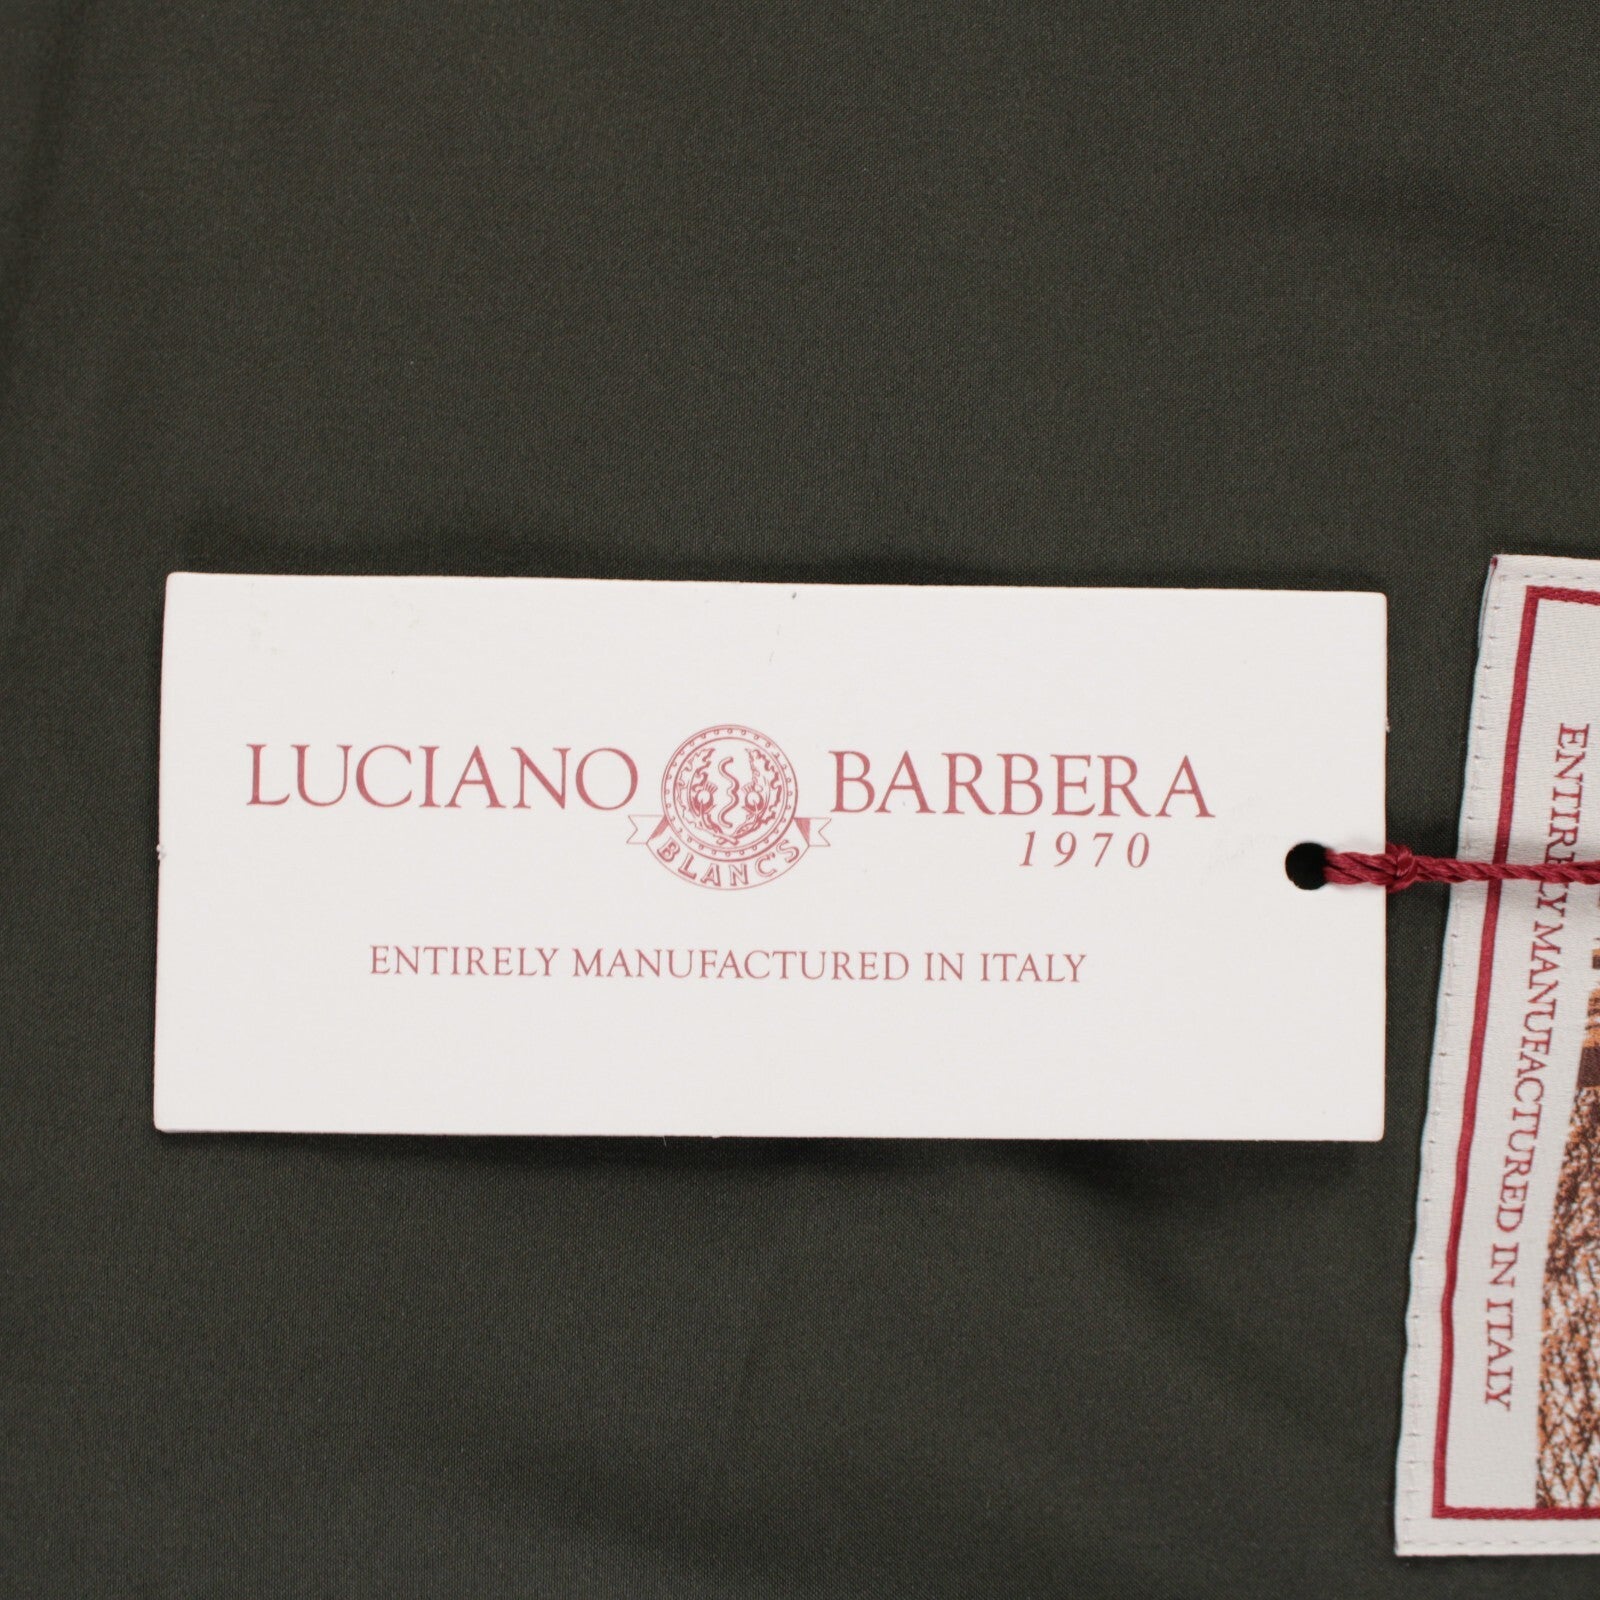 LUCIANO BARBERA
1970
BLANC'S
ENTIRELY MANUFACTURED IN ITALY
ENTIRELY MANUFACTURED IN ITALY